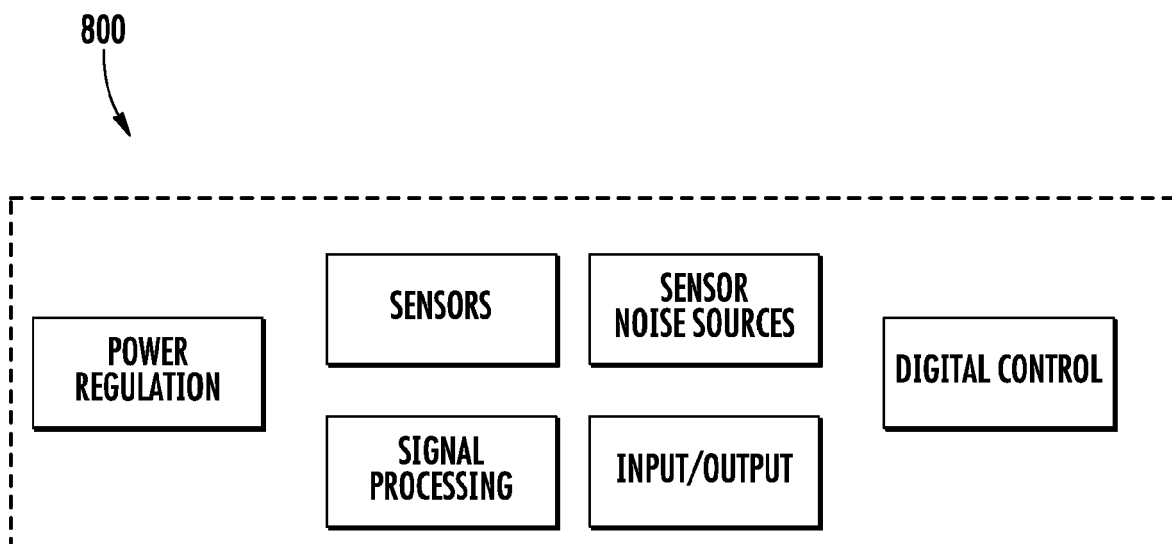 800
SENSORS
SENSOR
NOISE SOURCES
POWER
REGULATION
DIGITAL CONTROL
SIGNAL
PROCESSING
INPUT/OUTPUT